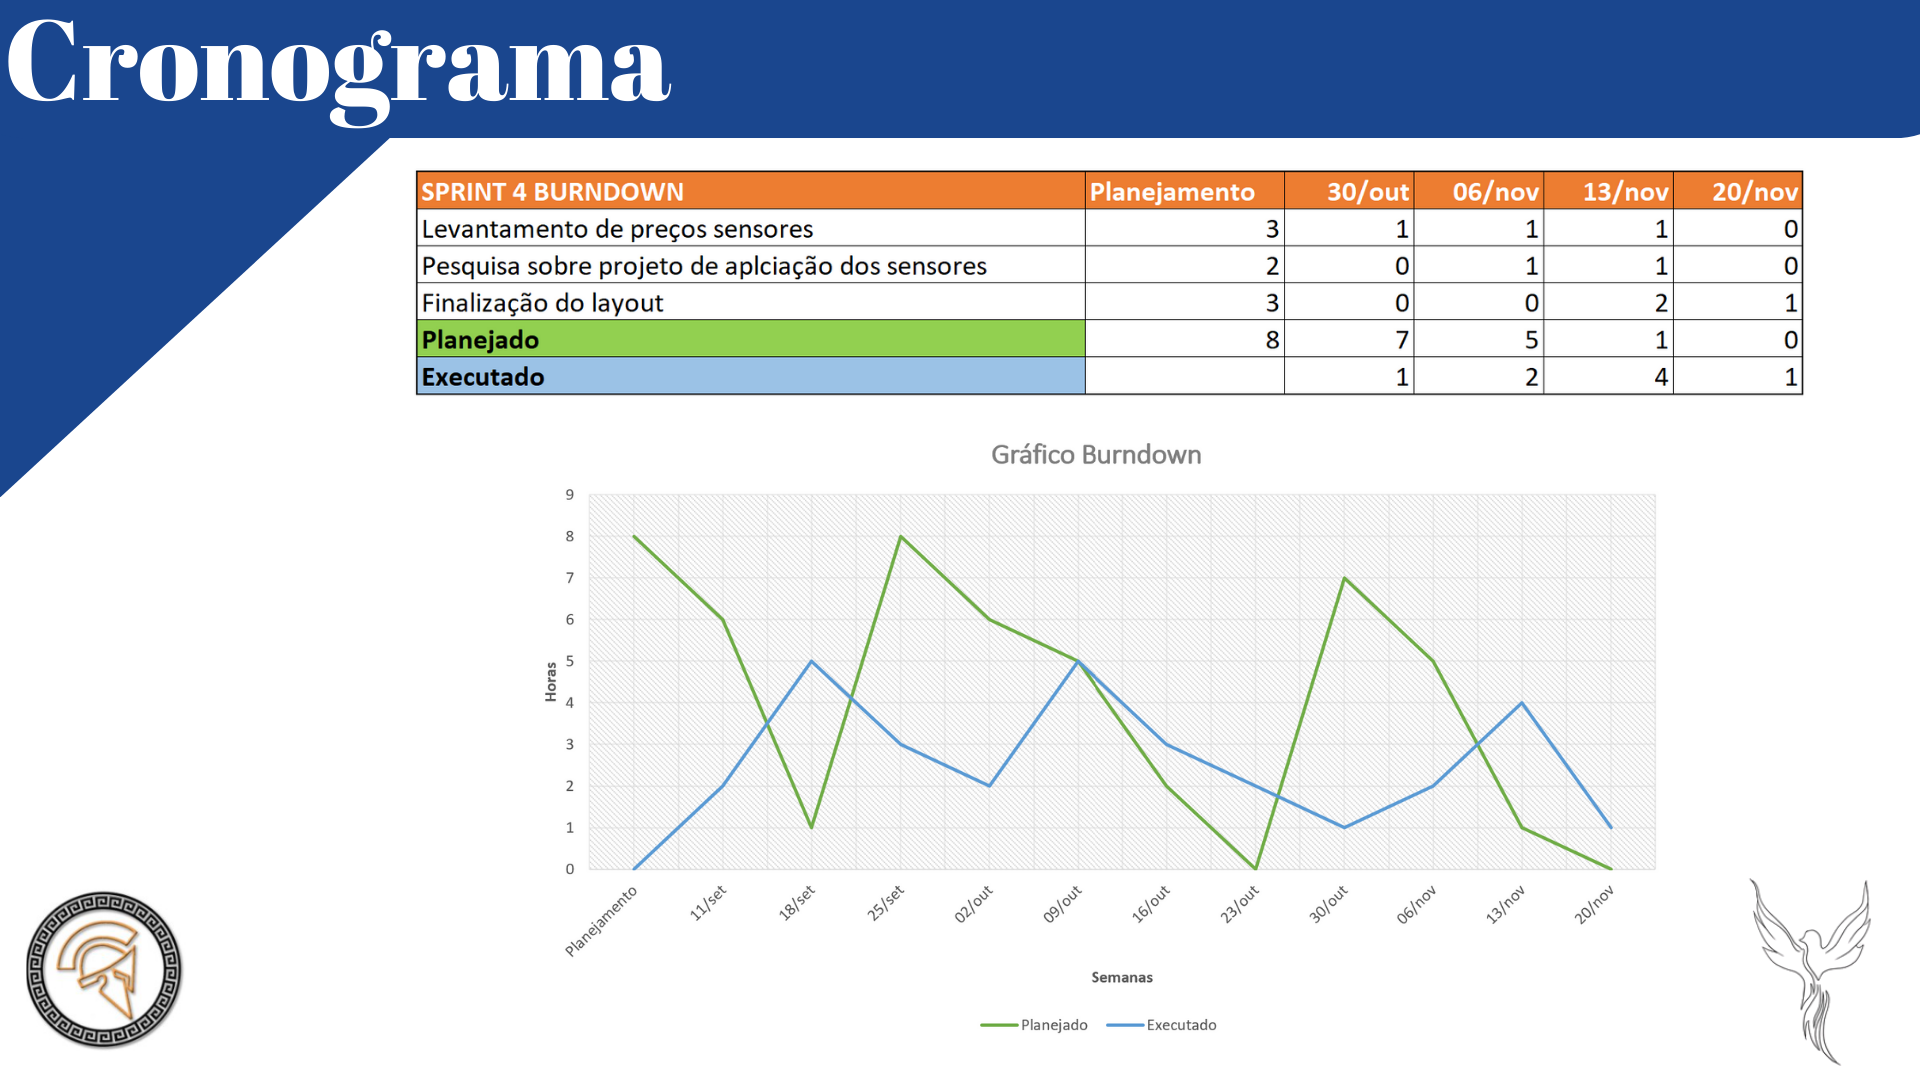 Cronograma
SPRINT 4 BURNDOWN Planejamento 30/out 06/nov 13/nov 20/nov
Levantamento de preços sensores 3 1 1 1 0
Pesquisa sobre projeto de aplciação dos sensores 2 0 1 1 0
Finalização do layout 3 0 0 2 1
Planejado 8 7 5 1 0
Executado 1 2 4 1
Gráfico Burndown
9
8
7
6
5
4
3
2
1
0
Horas
Planejamento 11/set 18/set 25/set 02/out 09/out 16/out 23/out 30/out 06/nov 13/nov 20/nov
Semanas
Planejado Executado